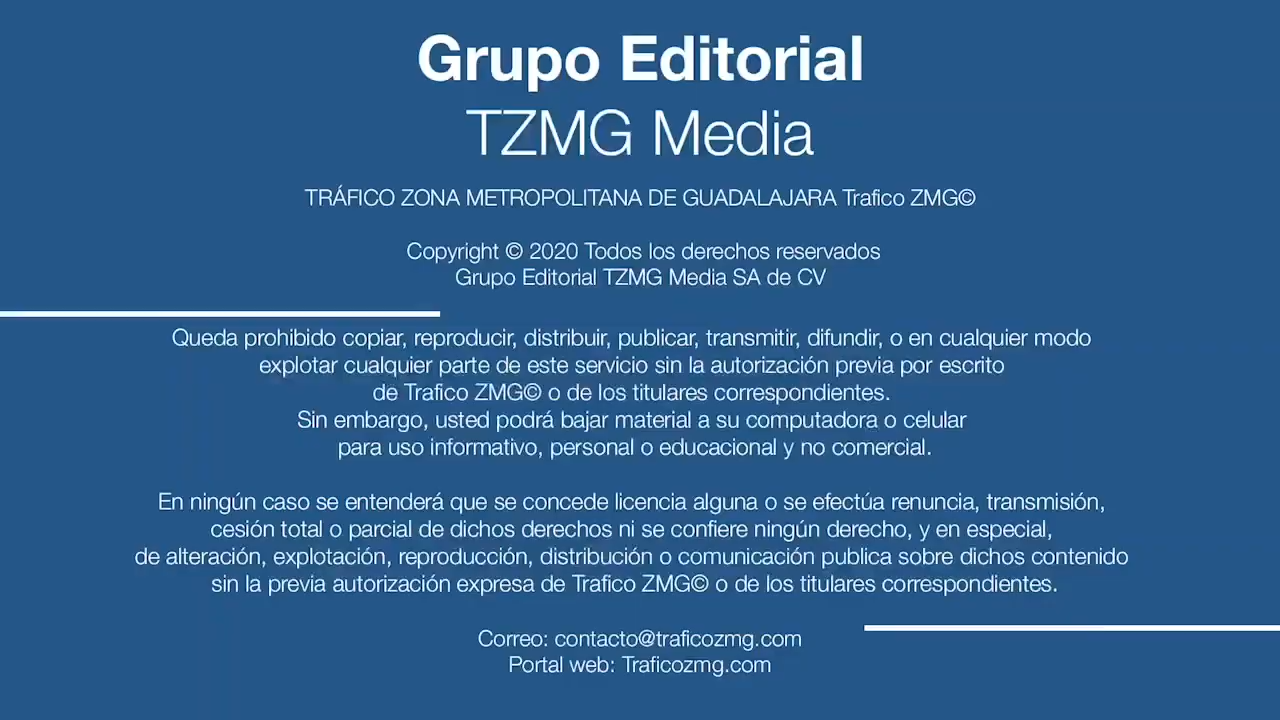 Grupo Editorial
TZMG Media
TRÁFICO ZONA METROPOLITANA DE GUADALAJARA Trafico ZMG©
Copyright © 2020 Todos los derechos reservados
Grupo Editorial TZMG Media SA de CV
Queda prohibido copiar, reproducir, distribuir, publicar, transmitir, difundir, o en cualquier modo
explotar cualquier parte de este servicio sin la autorización previa por escrito
de Trafico ZMG© o de los titulares correspondientes.
Sin embargo, usted podrá bajar material a su computadora o celular
para uso informativo, personal o educacional y no comercial.
En ningún caso se entenderá que se concede licencia alguna o se efectúa renuncia, transmisión,
cesión total o parcial de dichos derechos ni se confiere ningún derecho, y en especial,
de alteración, explotación, reproducción, distribución o comunicación publica sobre dichos contenido
sin la previa autorización expresa de Trafico ZMG© o de los titulares correspondientes.
Correo: contacto@traficozmg.com
Portal web: Traficozmg.com